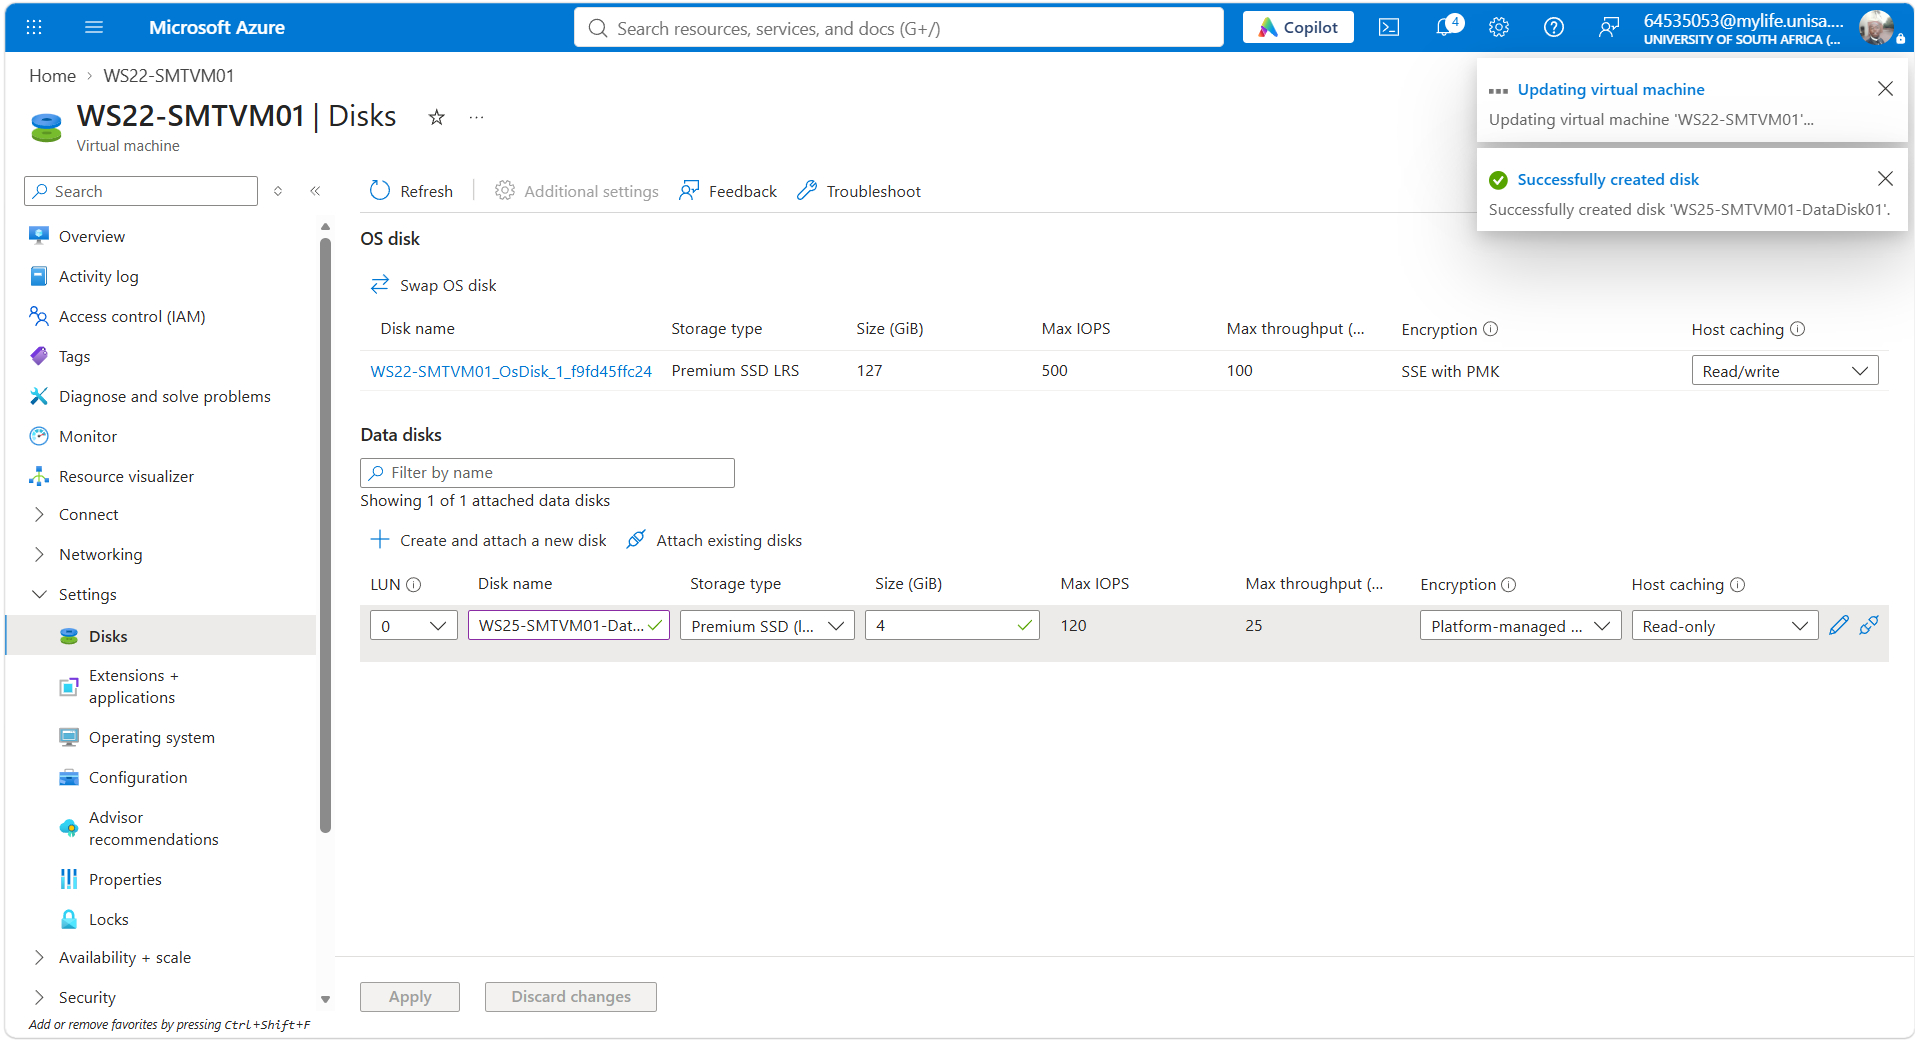 Microsoft Azure
Search resources, services, and docs (G+/)
Copilot
4
64535053@mylife.unisa....
UNIVERSITY OF SOUTH AFRICA (...
Home > WS22-SMTVM01
WS22-SMTVM01 | Disks
...
Virtual machine
Updating virtual machine
Updating virtual machine 'WS22-SMTVM01'...
Successfully created disk
Successfully created disk 'WS25-SMTVM01-DataDisk01'.
Search
Overview
Activity log
Access control (IAM)
Tags
Diagnose and solve problems
Monitor
Resource visualizer
Connect
Networking
Settings
Disks
Extensions +
applications
Operating system
Configuration
Advisor
recommendations
Properties
Locks
Availability + scale
Security
Add or remove favorites by pressing Ctrl+Shift+F
Refresh
Additional settings
Feedback
Troubleshoot
OS disk
Swap OS disk
Disk name Storage type Size (GiB) Max IOPS Max throughput (... Encryption Host caching
WS22-SMTVM01_OsDisk_1_f9fd45ffc24 Premium SSD LRS 127 500 100 SSE with PMK Read/write
Data disks
Filter by name
Showing 1 of 1 attached data disks
Create and attach a new disk Attach existing disks
LUN Disk name Storage type Size (GiB) Max IOPS Max throughput (... Encryption Host caching
0 WS25-SMTVM01-Dat... Premium SSD (l... 4 120 25 Platform-managed ... Read-only
Apply Discard changes